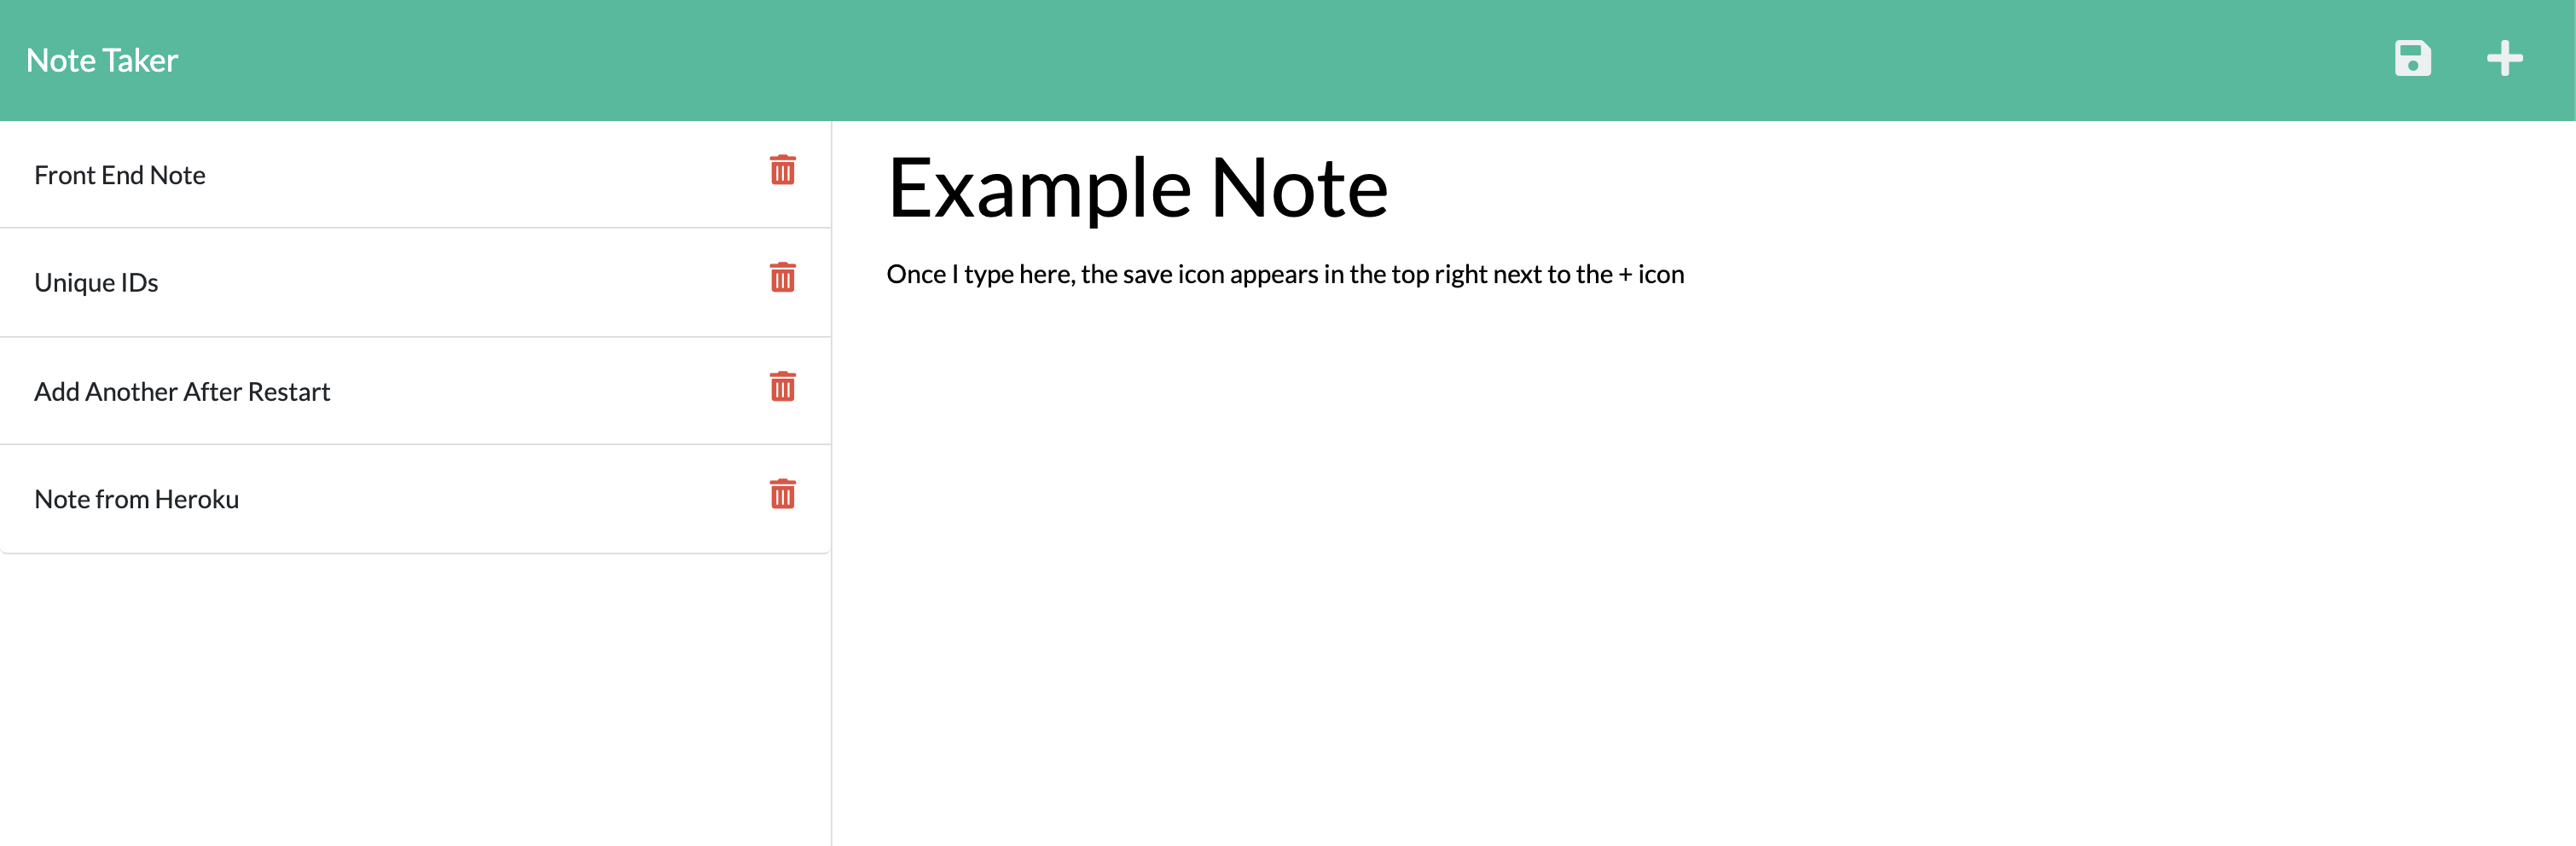 Note Taker
Front End Note
Unique IDs
Add Another After Restart
Note from Heroku
Example Note
Once I type here, the save icon appears in the top right next to the + icon